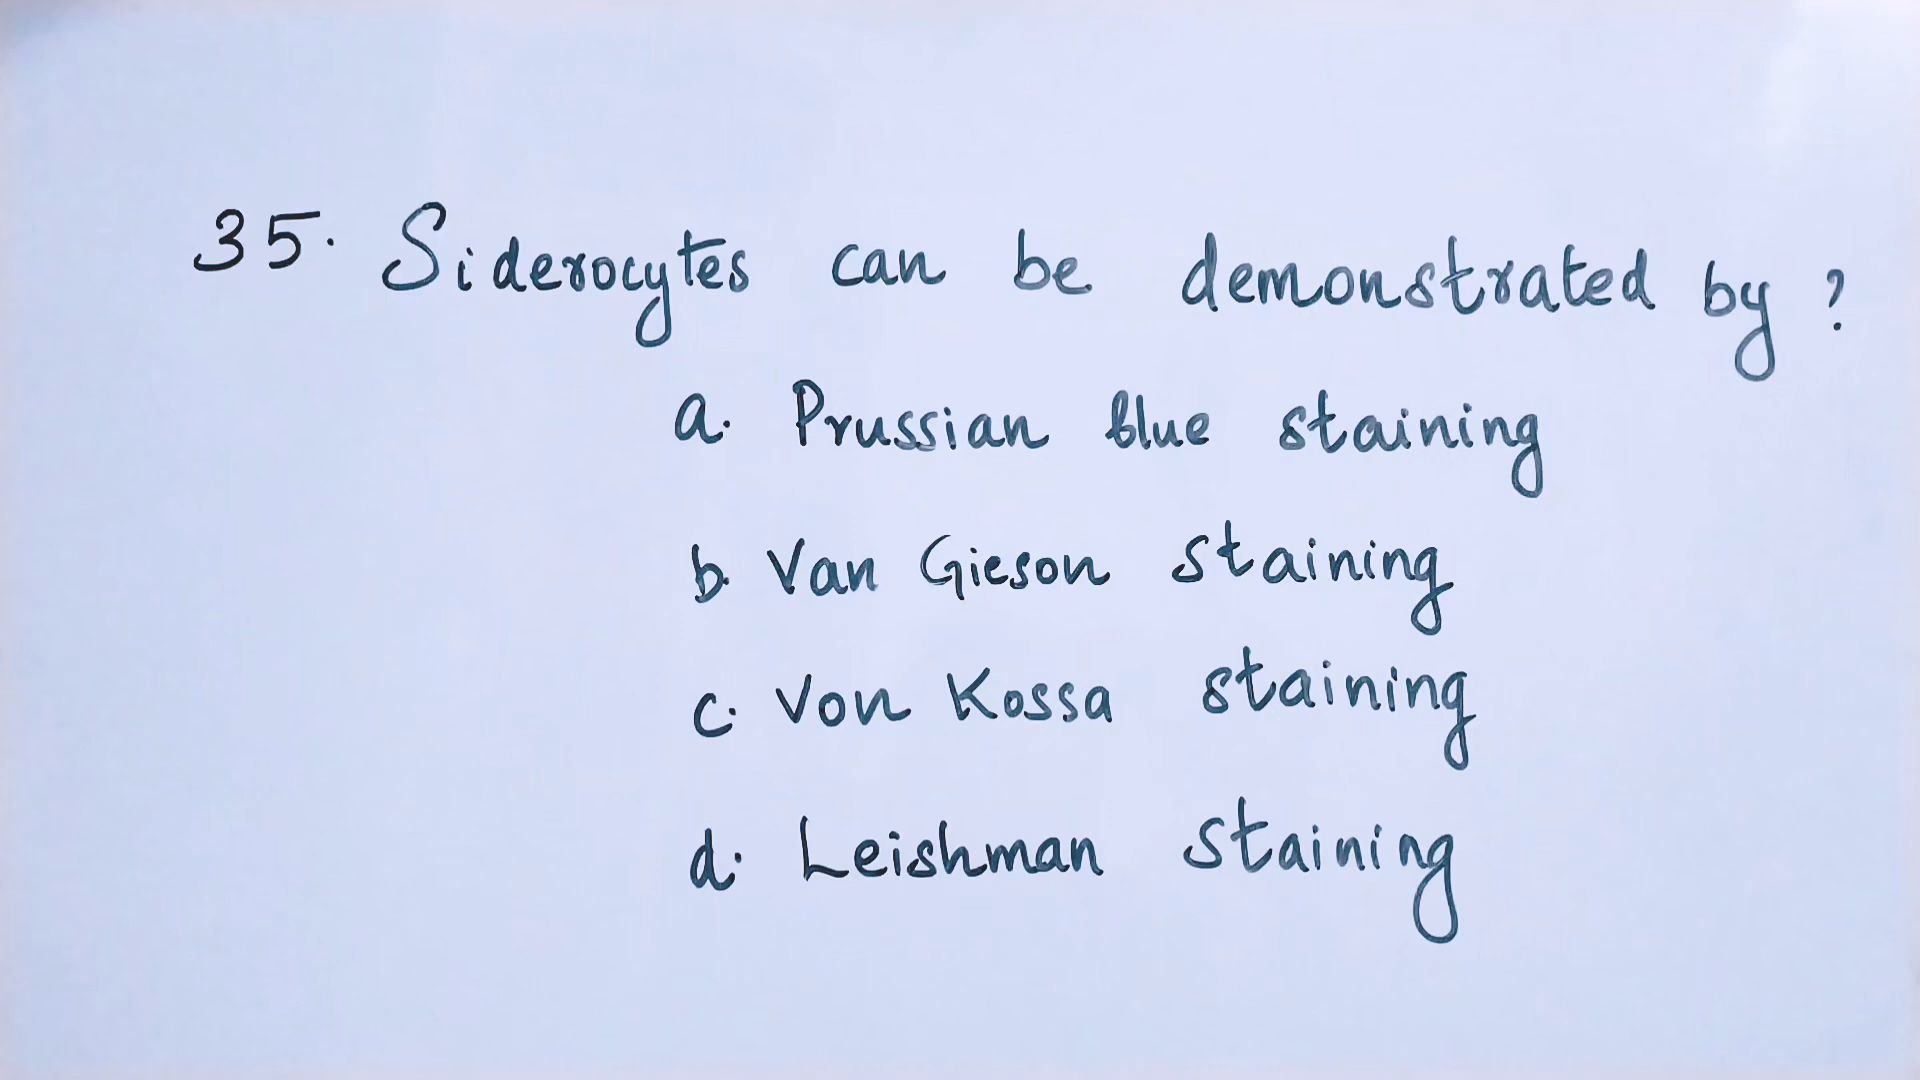 35. Siderocytes can be demonstrated by ?
a. Prussian blue staining
b. Van Gieson staining
c. Von Kossa staining
d. Leishman staining